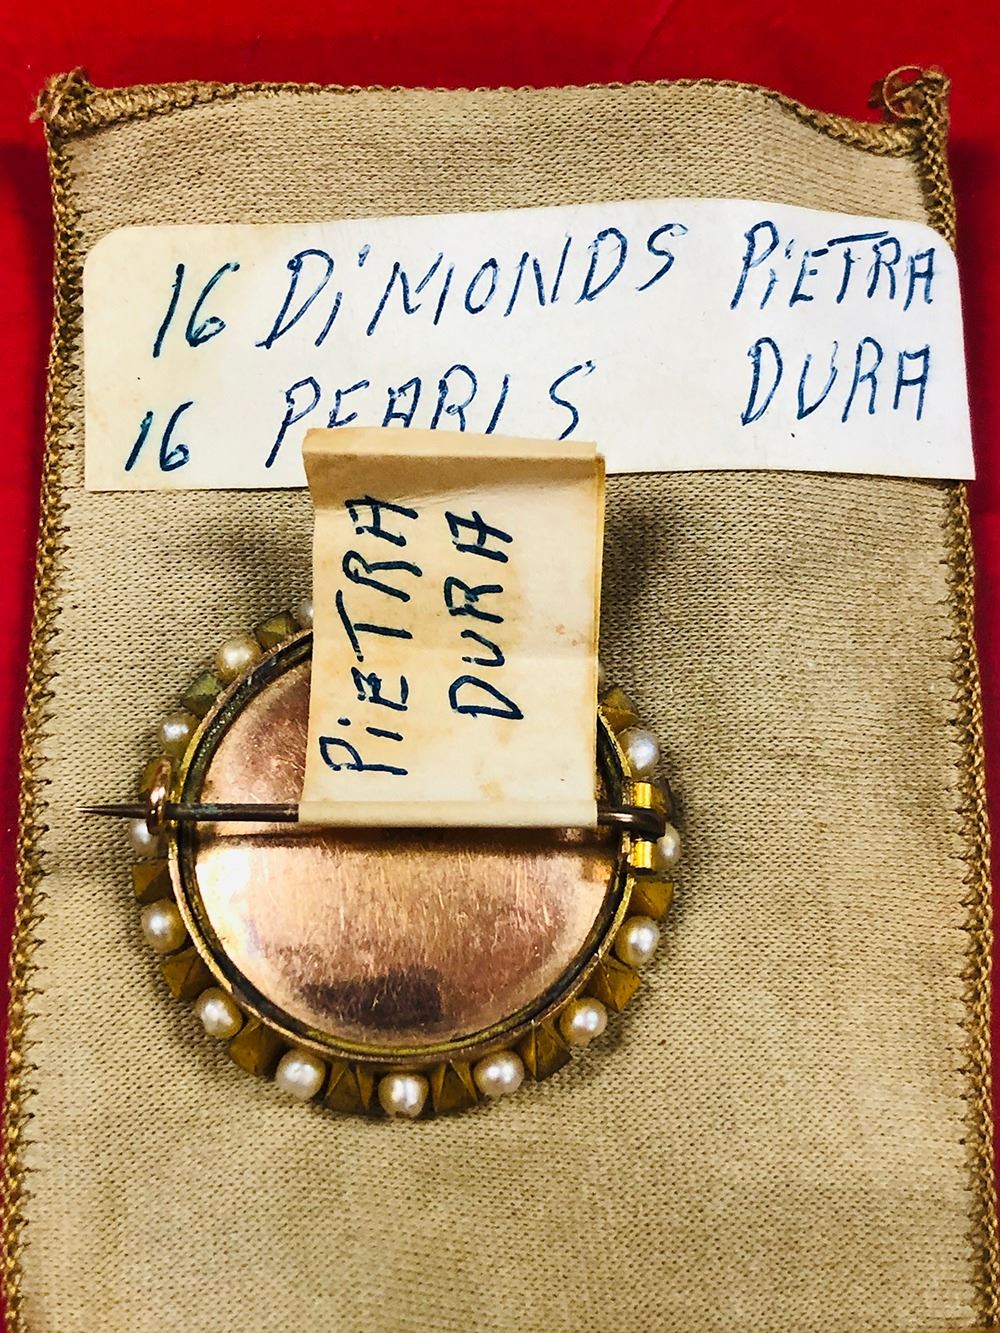 16 DiMONDS PiETRA
16 PEARLS DURA
PiETRA
DURA